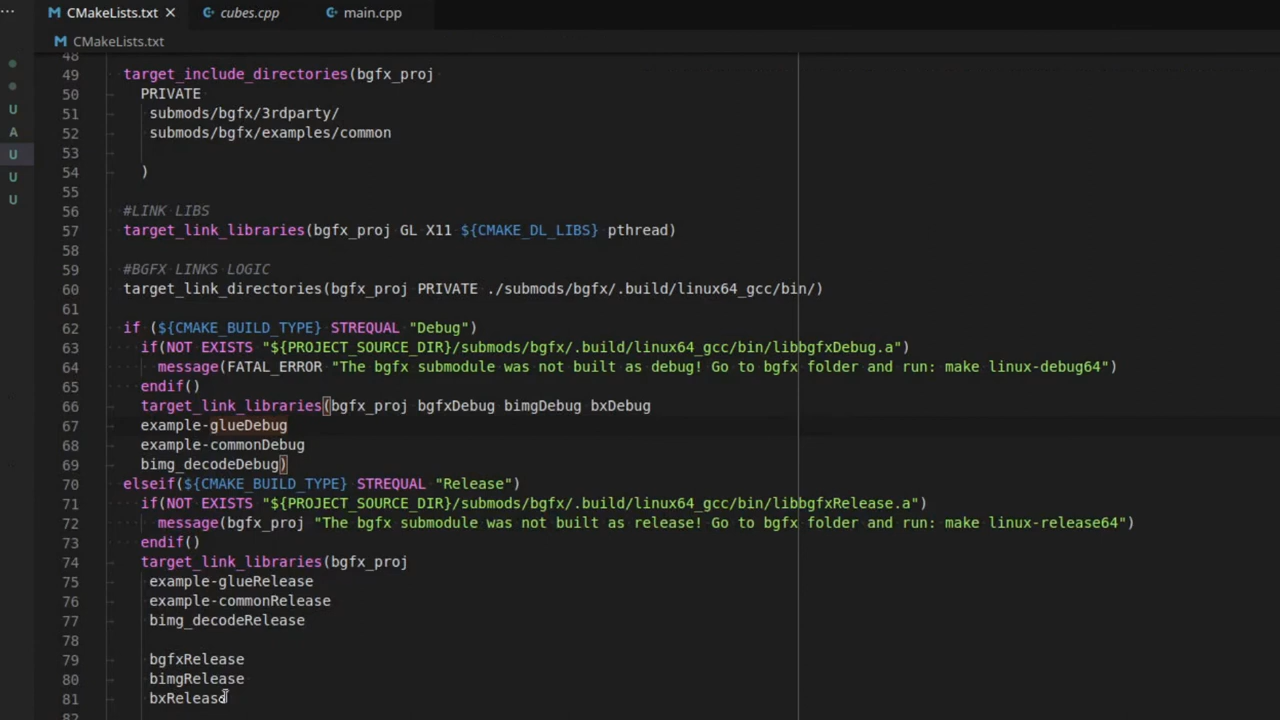 CMakeLists.txt cubes.cpp main.cpp
CMakeLists.txt
48
49 target_include_directories(bgfx_proj
50 PRIVATE
51 submods/bgfx/3rdparty/
52 submods/bgfx/examples/common
53
54 )
55
56 #LINK LIBS
57 target_link_libraries(bgfx_proj GL X11 ${CMAKE_DL_LIBS} pthread)
58
59 #BGFX LINKS LOGIC
60 target_link_directories(bgfx_proj PRIVATE ./submods/bgfx/.build/linux64_gcc/bin/)
61
62 if (${CMAKE_BUILD_TYPE} STREQUAL "Debug")
63 if(NOT EXISTS "${PROJECT_SOURCE_DIR}/submods/bgfx/.build/linux64_gcc/bin/libbgfxDebug.a")
64 message(FATAL_ERROR "The bgfx submodule was not built as debug! Go to bgfx folder and run: make linux-debug64")
65 endif()
66 target_link_libraries(bgfx_proj bgfxDebug bimgDebug bxDebug
67 example-glueDebug
68 example-commonDebug
69 bimg_decodeDebug)
70 elseif(${CMAKE_BUILD_TYPE} STREQUAL "Release")
71 if(NOT EXISTS "${PROJECT_SOURCE_DIR}/submods/bgfx/.build/linux64_gcc/bin/libbgfxRelease.a")
72 message(bgfx_proj "The bgfx submodule was not built as release! Go to bgfx folder and run: make linux-release64")
73 endif()
74 target_link_libraries(bgfx_proj
75 example-glueRelease
76 example-commonRelease
77 bimg_decodeRelease
78
79 bgfxRelease
80 bimgRelease
81 bxRelease
82
U
A
U
U
U